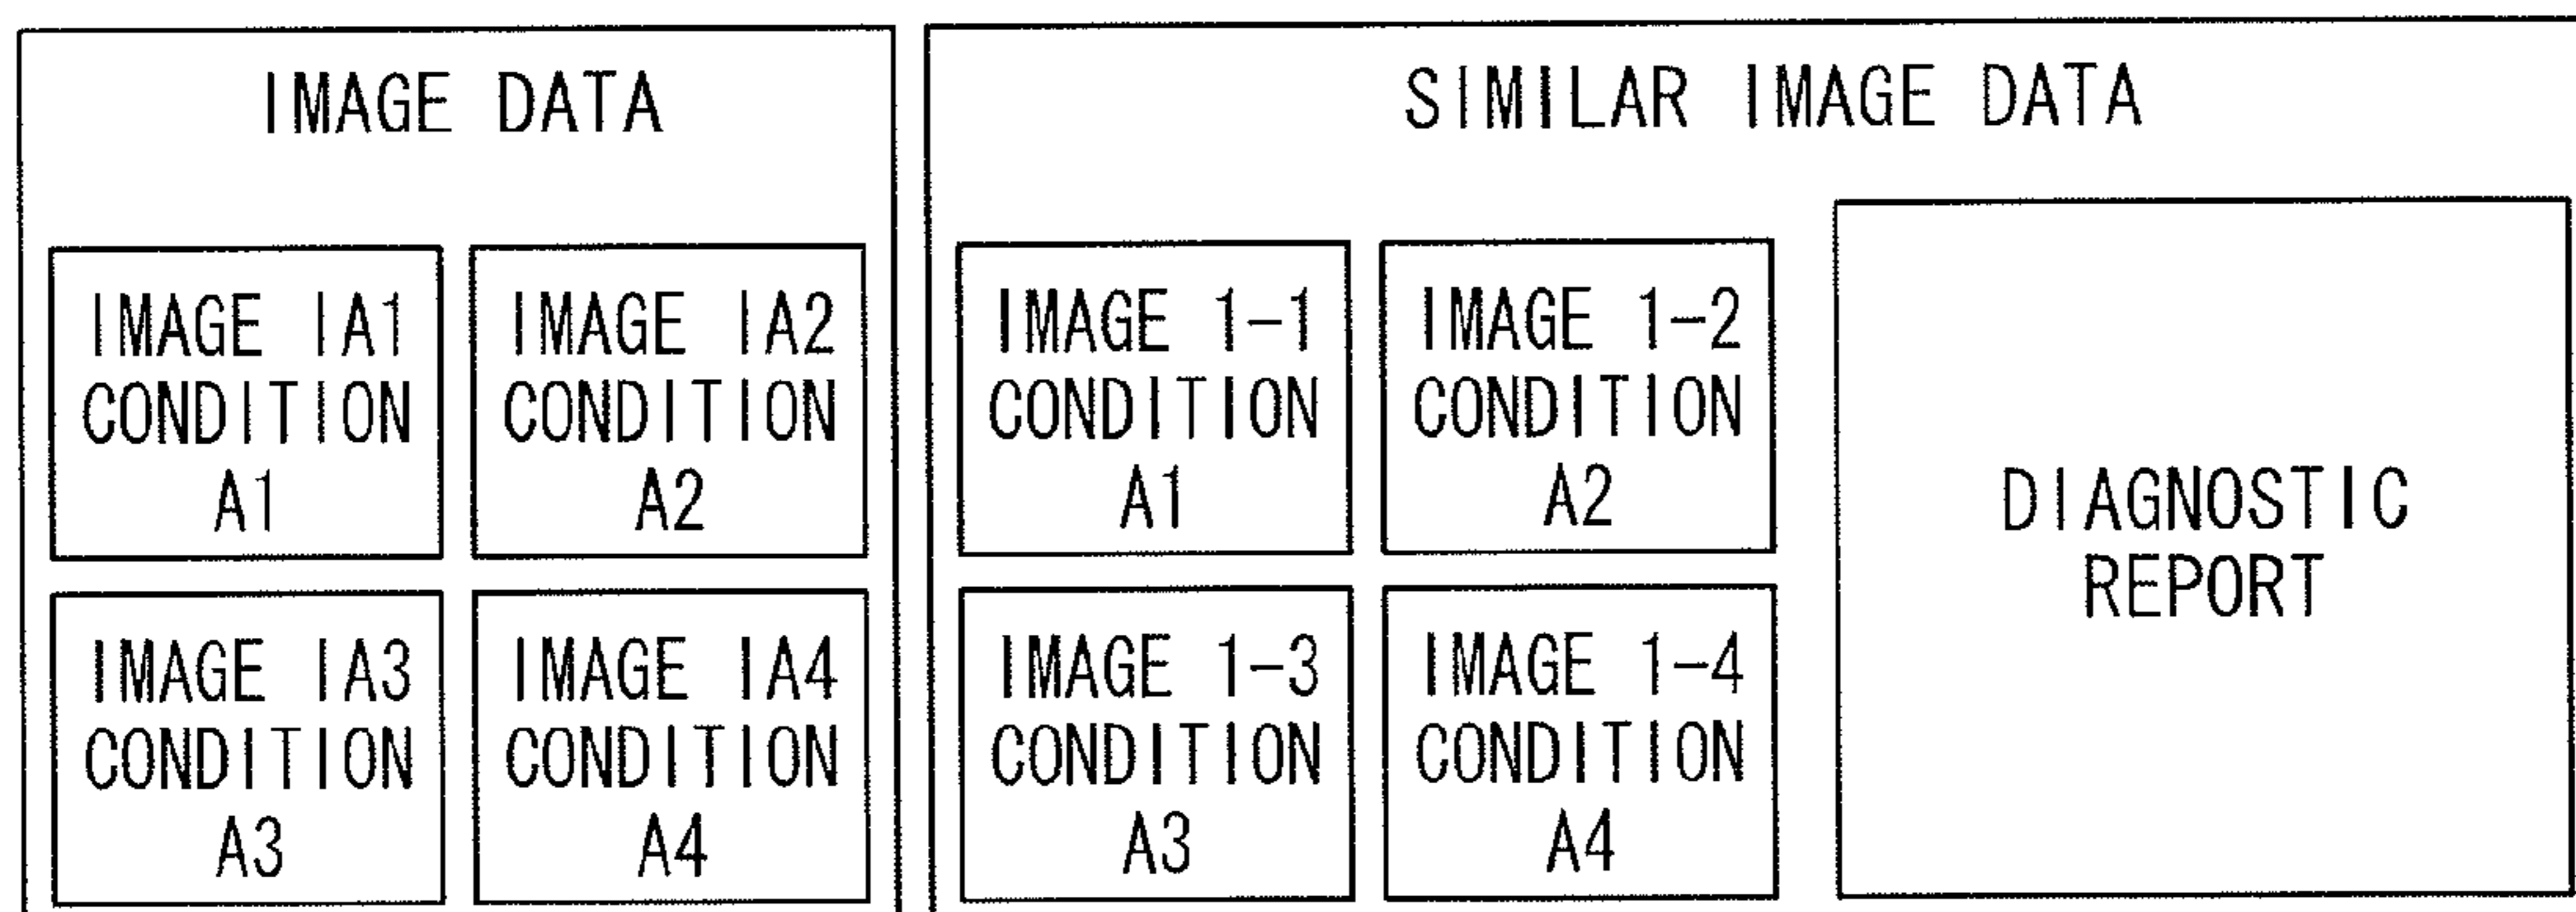 IMAGE DATA
IMAGE IA1
CONDITION
A1
IMAGE IA2
CONDITION
A2
IMAGE IA3
CONDITION
A3
IMAGE IA4
CONDITION
A4
SIMILAR IMAGE DATA
IMAGE 1-1
CONDITION
A1
IMAGE 1-2
CONDITION
A2
IMAGE 1-3
CONDITION
A3
IMAGE 1-4
CONDITION
A4
DIAGNOSTIC
REPORT